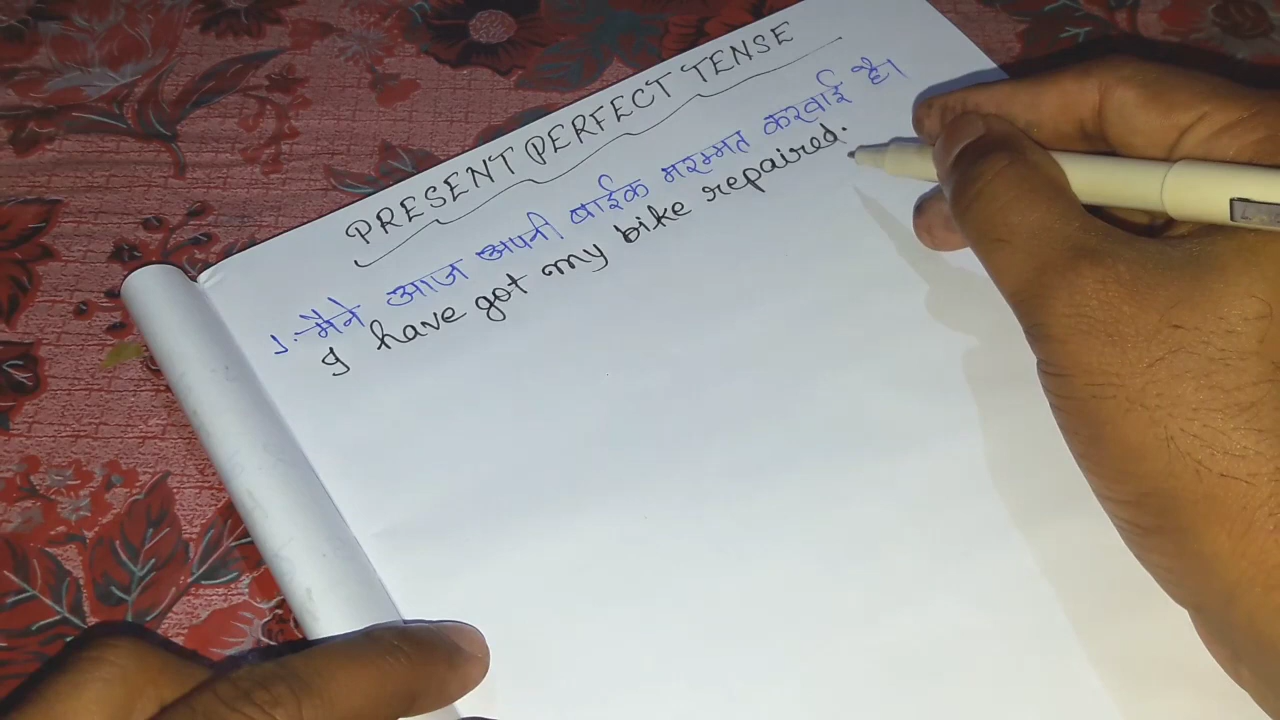 PRESENT PERFECT TENSE
1. मैने आज अपनी बाईक मरम्मत करवाई है।
I have got my bike repaired.